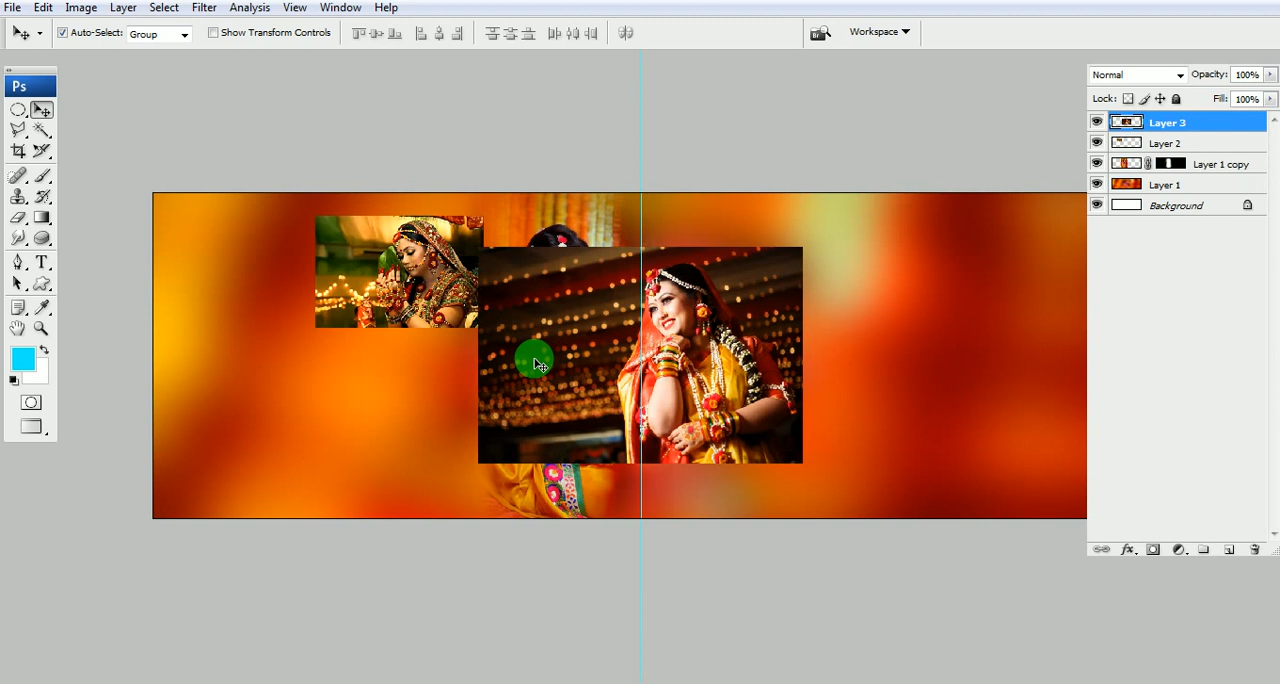 File Edit Image Layer Select Filter Analysis View Window Help
Auto-Select: Group Show Transform Controls Workspace
Ps
Normal Opacity: 100%
Lock: Fill: 100%
Layer 3
Layer 2
Layer 1 copy
Layer 1
Background
fx
T